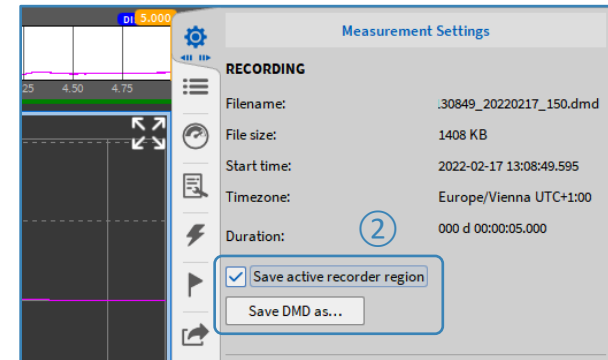 DI 5.000
Measurement Settings
25 4.50 4.75
RECORDING
Filename: .30849_20220217_150.dmd
File size: 1408 KB
Start time: 2022-02-17 13:08:49.595
Timezone: Europe/Vienna UTC+1:00
Duration: 000 d 00:00:05.000
2
Save active recorder region
Save DMD as...